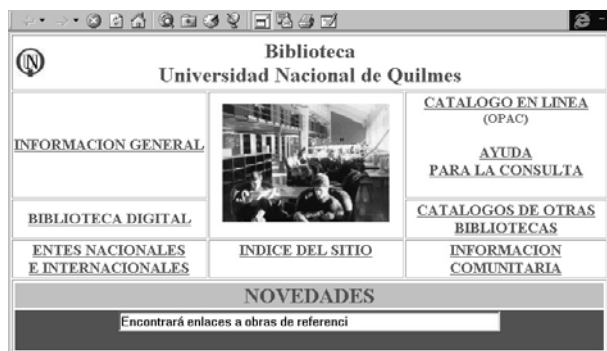 Biblioteca
Universidad Nacional de Quilmes
INFORMACION GENERAL
CATALOGO EN LINEA
(OPAC)
AYUDA
PARA LA CONSULTA
BIBLIOTECA DIGITAL
CATALOGOS DE OTRAS
BIBLIOTECAS
ENTES NACIONALES
E INTERNACIONALES
INDICE DEL SITIO
INFORMACION
COMUNITARIA
NOVEDADES
Encontrará enlaces a obras de referenci